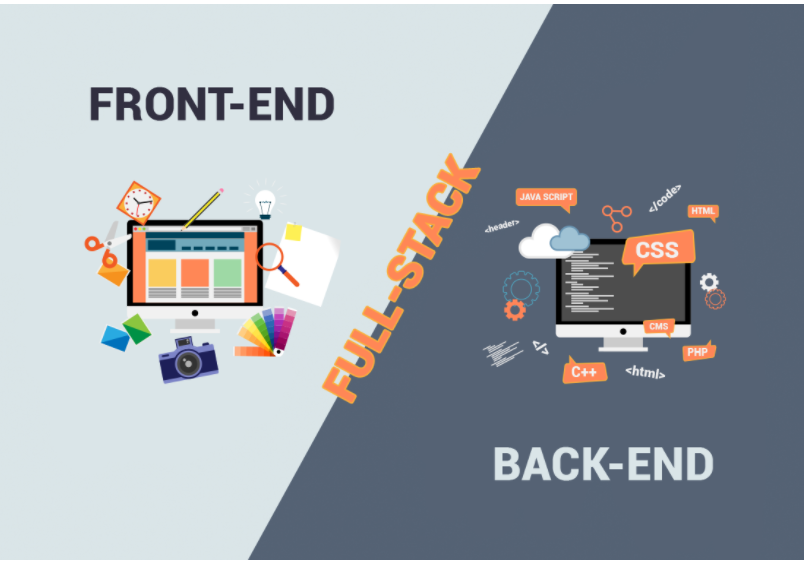 FRONT-END
FULL-STACK
JAVA SCRIPT
</code>
HTML
<header>
CSS
CMS
</>
PHP
C++
<html>
BACK-END